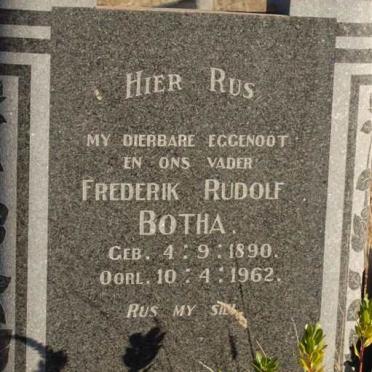 HIER RUS
MY DIERBARE EGGENOOT
EN ONS VADER
FREDERIK RUDOLF
BOTHA.
GEB. 4:9:1890.
OORL. 10:4:1962.
RUS MY